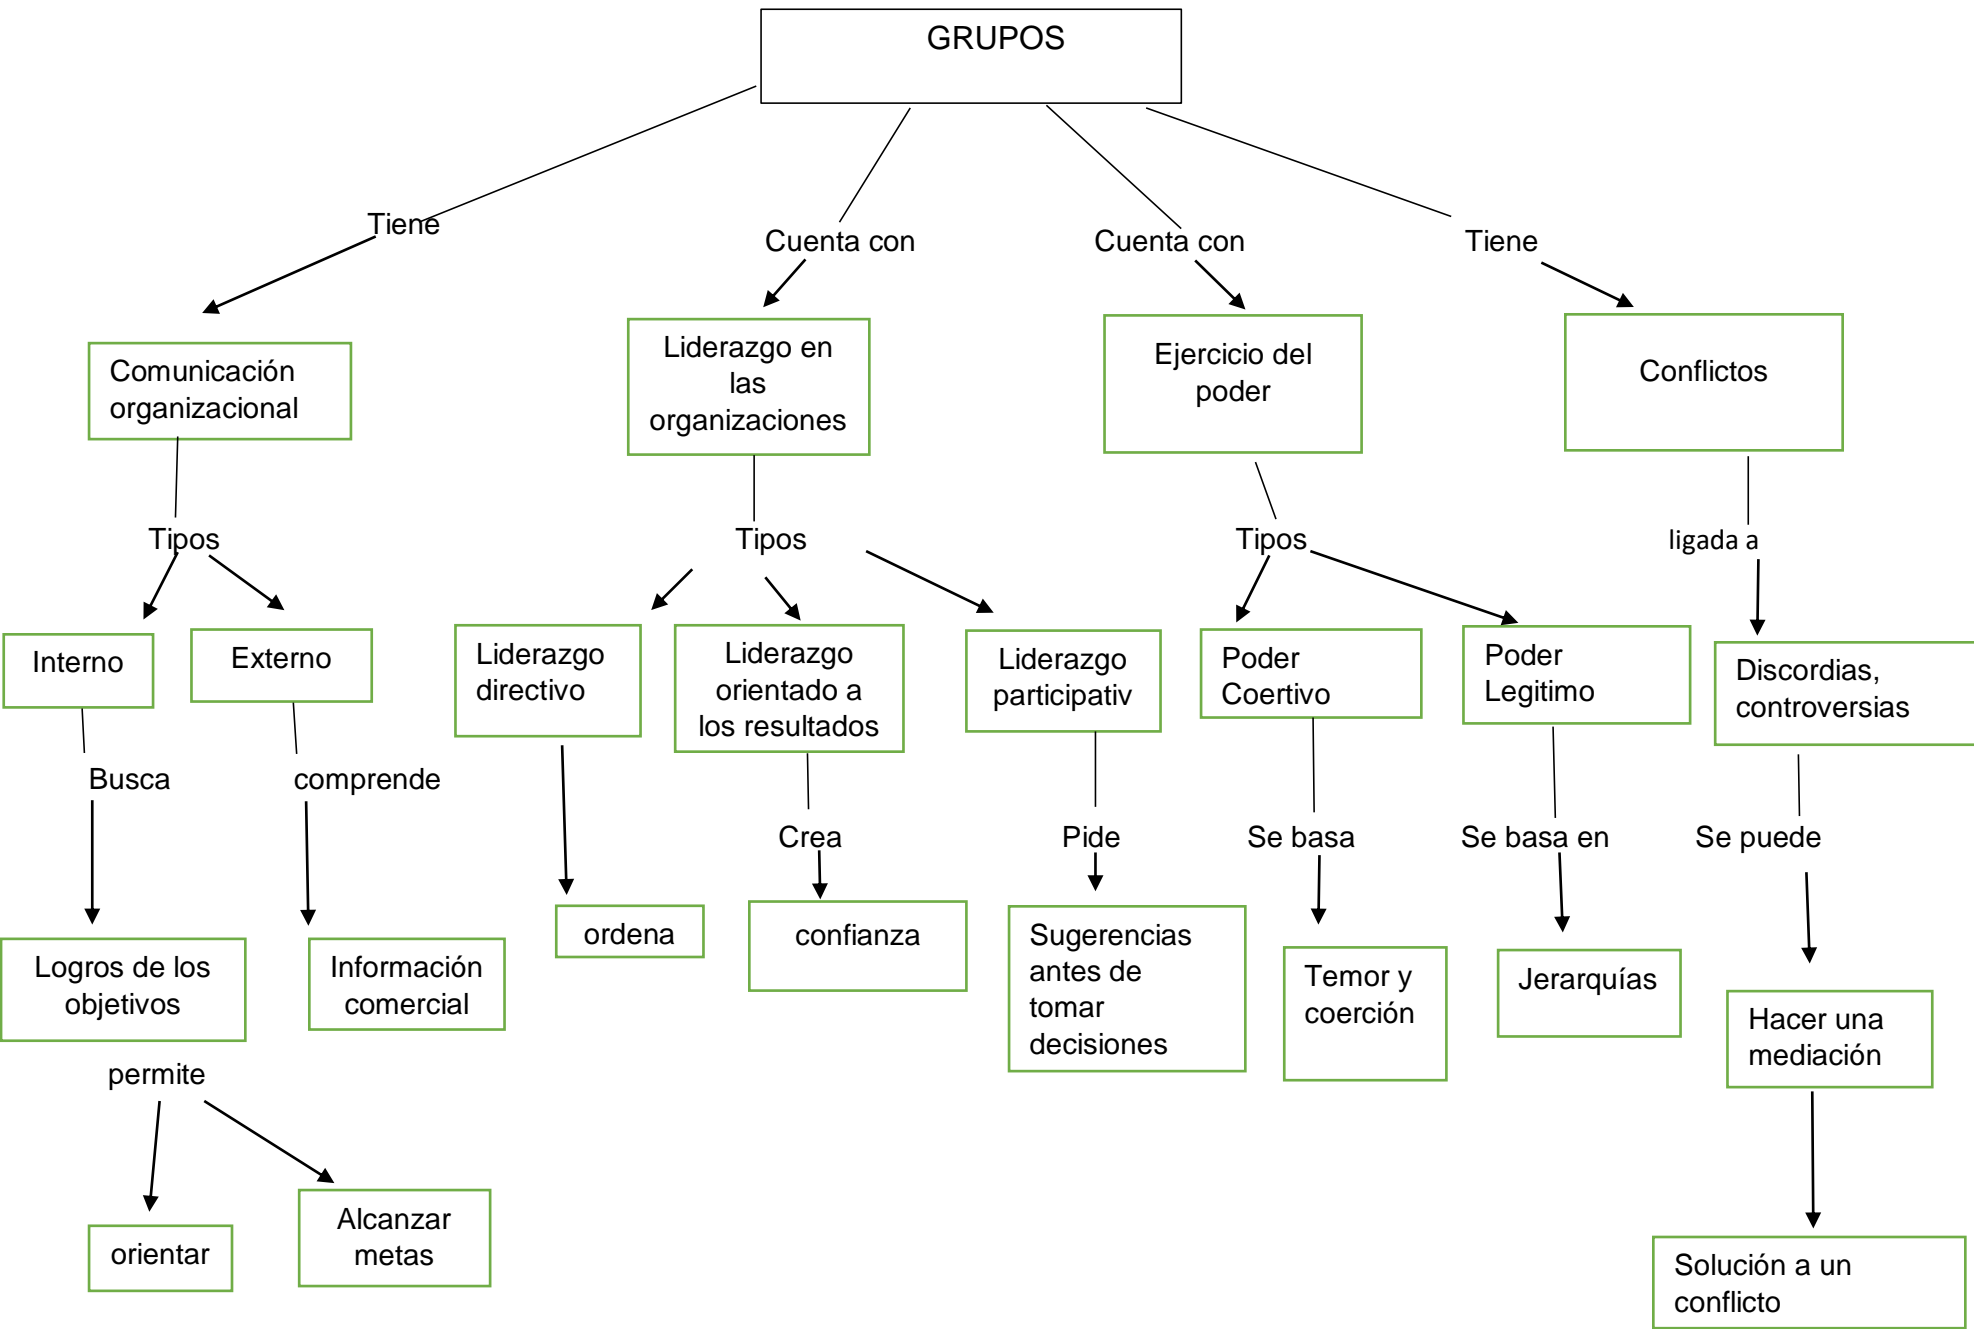 GRUPOS
Tiene
Cuenta con
Cuenta con
Tiene
Comunicación
organizacional
Liderazgo en
las
organizaciones
Ejercicio del
poder
Conflictos
Tipos
Tipos
Tipos
ligada a
Interno
Externo
Liderazgo
directivo
Liderazgo
orientado a
los resultados
Liderazgo
participativ
Poder
Coertivo
Poder
Legitimo
Discordias,
controversias
Busca
comprende
Crea
Pide
Se basa
Se basa en
Se puede
Logros de los
objetivos
Información
comercial
ordena
confianza
Sugerencias
antes de
tomar
decisiones
Temor y
coerción
Jerarquías
Hacer una
mediación
permite
orientar
Alcanzar
metas
Solución a un
conflicto